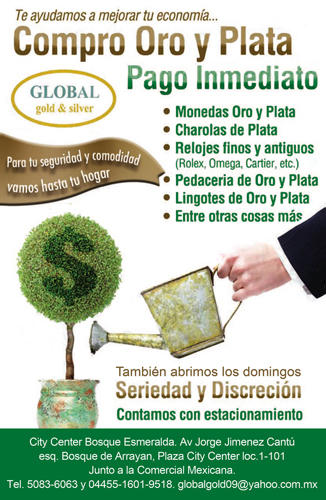 Te ayudamos a mejorar tu economía...
Compro Oro y Plata
Pago Inmediato
GLOBAL
gold & silver
• Monedas Oro y Plata
• Charolas de Plata
• Relojes finos y antiguos
(Rolex, Omega, Cartier, etc.)
• Pedaceria de Oro y Plata
• Lingotes de Oro y Plata
• Entre otras cosas más
Para tu seguridad y comodidad
vamos hasta tu hogar
$
También abrimos los domingos
Seriedad y Discreción
Contamos con estacionamiento
City Center Bosque Esmeralda. Av Jorge Jimenez Cantú
esq. Bosque de Arrayan, Plaza City Center loc.1-101
Junto a la Comercial Mexicana.
Tel. 5083-6063 y 04455-1601-9518. globalgold09@yahoo.com.mx